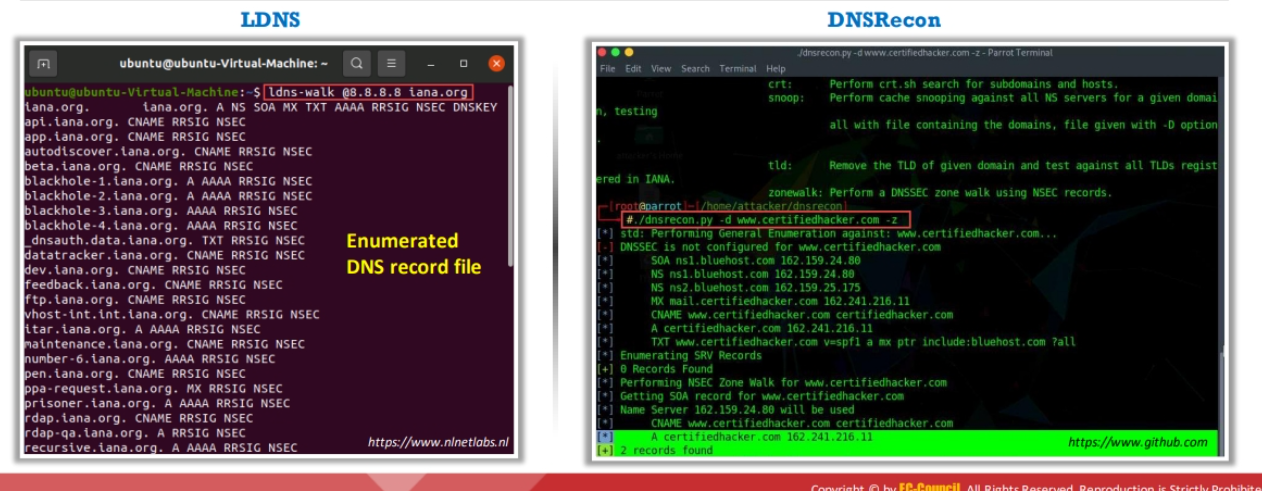 LDNS
ubuntu@ubuntu-Virtual-Machine: ~
ubuntu@ubuntu-Virtual-Machine:~$ ldns-walk @8.8.8.8 iana.org
iana.org. iana.org. A NS SOA MX TXT AAAA RRSIG NSEC DNSKEY
api.iana.org. CNAME RRSIG NSEC
app.iana.org. CNAME RRSIG NSEC
autodiscover.iana.org. CNAME RRSIG NSEC
beta.iana.org. CNAME RRSIG NSEC
blackhole-1.iana.org. A AAAA RRSIG NSEC
blackhole-2.iana.org. A AAAA RRSIG NSEC
blackhole-3.iana.org. AAAA RRSIG NSEC
blackhole-4.iana.org. AAAA RRSIG NSEC
_dnsauth.data.iana.org. TXT RRSIG NSEC
datatracker.iana.org. CNAME RRSIG NSEC
dev.iana.org. CNAME RRSIG NSEC
feedback.iana.org. CNAME RRSIG NSEC
ftp.iana.org. CNAME RRSIG NSEC
vhost-int.int.iana.org. CNAME RRSIG NSEC
itar.iana.org. A AAAA RRSIG NSEC
maintenance.iana.org. CNAME RRSIG NSEC
number-6.iana.org. AAAA RRSIG NSEC
pen.iana.org. CNAME RRSIG NSEC
ppa-request.iana.org. MX RRSIG NSEC
prisoner.iana.org. A AAAA RRSIG NSEC
rdap.iana.org. CNAME RRSIG NSEC
rdap-qa.iana.org. A RRSIG NSEC
recursive.iana.org. A AAAA RRSIG NSEC
Enumerated
DNS record file
https://www.nlnetlabs.nl
DNSRecon
./dnsrecon.py -d www.certifiedhacker.com -z - Parrot Terminal
File Edit View Search Terminal Help
crt: Perform crt.sh search for subdomains and hosts.
snoop: Perform cache snooping against all NS servers for a given domai
n, testing
all with file containing the domains, file given with -D option
.
tld: Remove the TLD of given domain and test against all TLDs regist
ered in IANA.
zonewalk: Perform a DNSSEC zone walk using NSEC records.
[root@parrot]-[/home/attacker/dnsrecon]
#./dnsrecon.py -d www.certifiedhacker.com -z
[*] std: Performing General Enumeration against: www.certifiedhacker.com...
[-] DNSSEC is not configured for www.certifiedhacker.com
[*] SOA ns1.bluehost.com 162.159.24.80
[*] NS ns1.bluehost.com 162.159.24.80
[*] NS ns2.bluehost.com 162.159.25.175
[*] MX mail.certifiedhacker.com 162.241.216.11
[*] CNAME www.certifiedhacker.com certifiedhacker.com
[*] A certifiedhacker.com 162.241.216.11
[*] TXT www.certifiedhacker.com v=spf1 a mx ptr include:bluehost.com ?all
[*] Enumerating SRV Records
[+] 0 Records Found
[*] Performing NSEC Zone Walk for www.certifiedhacker.com
[*] Getting SOA record for www.certifiedhacker.com
[*] Name Server 162.159.24.80 will be used
[*] CNAME www.certifiedhacker.com certifiedhacker.com
[*] A certifiedhacker.com 162.241.216.11
[+] 2 records found
https://www.github.com
Copyright © by EC-Council. All Rights Reserved. Reproduction is Strictly Prohibite